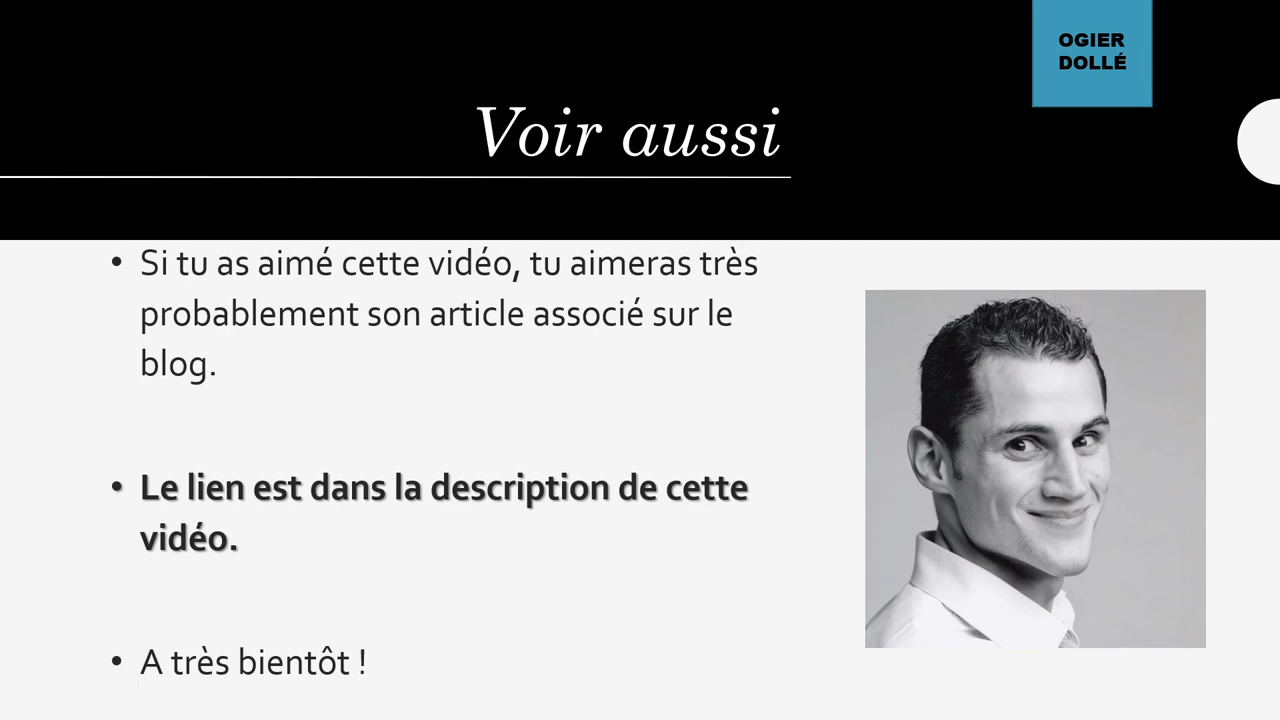 OGIER
DOLLÉ
Voir aussi
• Si tu as aimé cette vidéo, tu aimeras très
probablement son article associé sur le
blog.
• Le lien est dans la description de cette
vidéo.
• A très bientôt !